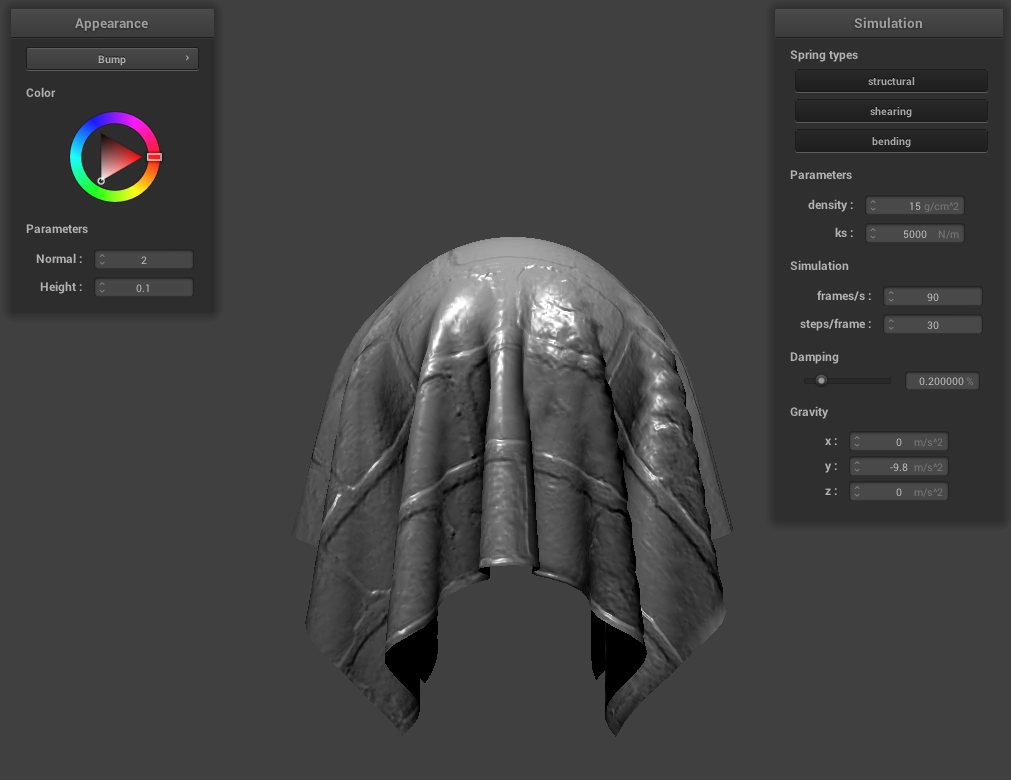 Appearance
Bump ›
Color
Parameters
Normal : 2
Height : 0.1
Simulation
Spring types
structural
shearing
bending
Parameters
density : 15 g/cm^2
ks : 5000 N/m
Simulation
frames/s : 90
steps/frame : 30
Damping
0.200000 %
Gravity
x : 0 m/s^2
y : -9.8 m/s^2
z : 0 m/s^2